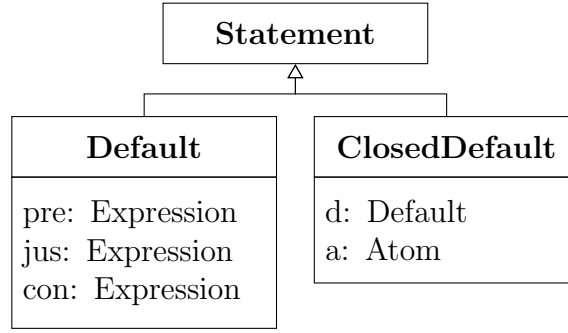 Statement
Default
pre: Expression
jus: Expression
con: Expression
ClosedDefault
d: Default
a: Atom